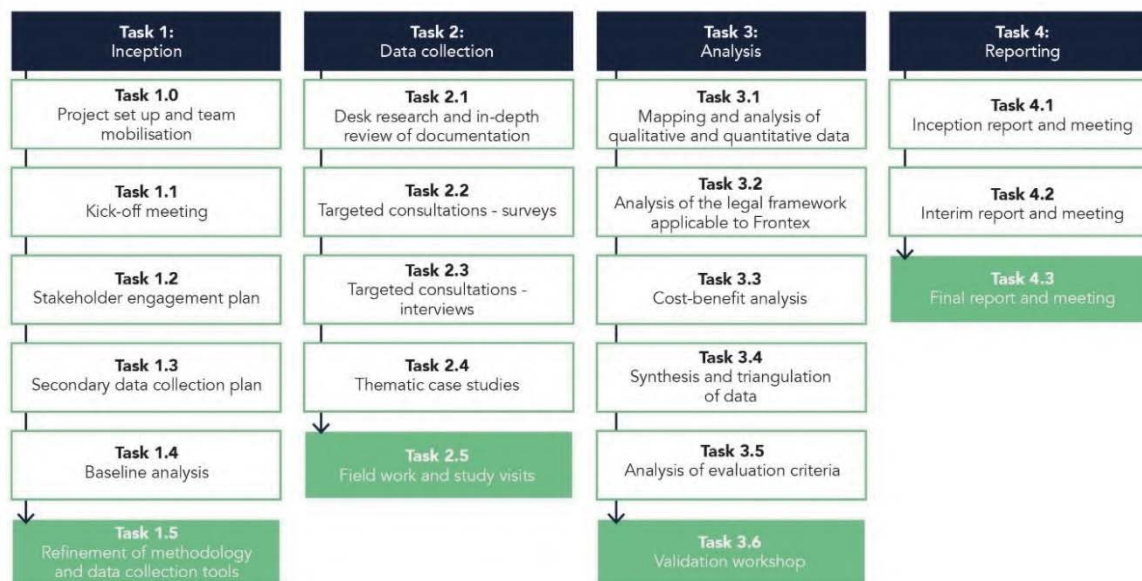 Task 1:
Inception
Task 1.0
Project set up and team
mobilisation
Task 1.1
Kick-off meeting
Task 1.2
Stakeholder engagement plan
Task 1.3
Secondary data collection plan
Task 1.4
Baseline analysis
Task 1.5
Refinement of methodology
and data collection tools
Task 2:
Data collection
Task 2.1
Desk research and in-depth
review of documentation
Task 2.2
Targeted consultations - surveys
Task 2.3
Targeted consultations -
interviews
Task 2.4
Thematic case studies
Task 2.5
Field work and study visits
Task 3:
Analysis
Task 3.1
Mapping and analysis of
qualitative and quantitative data
Task 3.2
Analysis of the legal framework
applicable to Frontex
Task 3.3
Cost-benefit analysis
Task 3.4
Synthesis and triangulation
of data
Task 3.5
Analysis of evaluation criteria
Task 3.6
Validation workshop
Task 4:
Reporting
Task 4.1
Inception report and meeting
Task 4.2
Interim report and meeting
Task 4.3
Final report and meeting